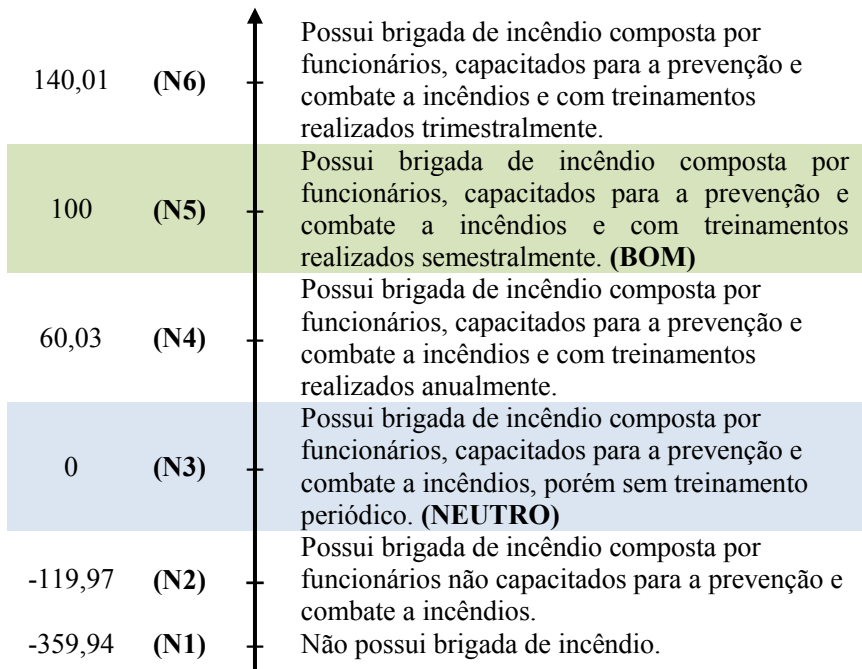 Possui brigada de incêndio composta por
funcionários, capacitados para a prevenção e
140,01 (N6) combate a incêndios e com treinamentos
realizados trimestralmente.
Possui brigada de incêndio composta por
funcionários, capacitados para a prevenção e
100 (N5) combate a incêndios e com treinamentos
realizados semestralmente. (BOM)
Possui brigada de incêndio composta por
funcionários, capacitados para a prevenção e
60,03 (N4) combate a incêndios e com treinamentos
realizados anualmente.
Possui brigada de incêndio composta por
funcionários, capacitados para a prevenção e
0 (N3) combate a incêndios, porém sem treinamento
periódico. (NEUTRO)
Possui brigada de incêndio composta por
-119,97 (N2) funcionários não capacitados para a prevenção e
combate a incêndios.
-359,94 (N1) Não possui brigada de incêndio.